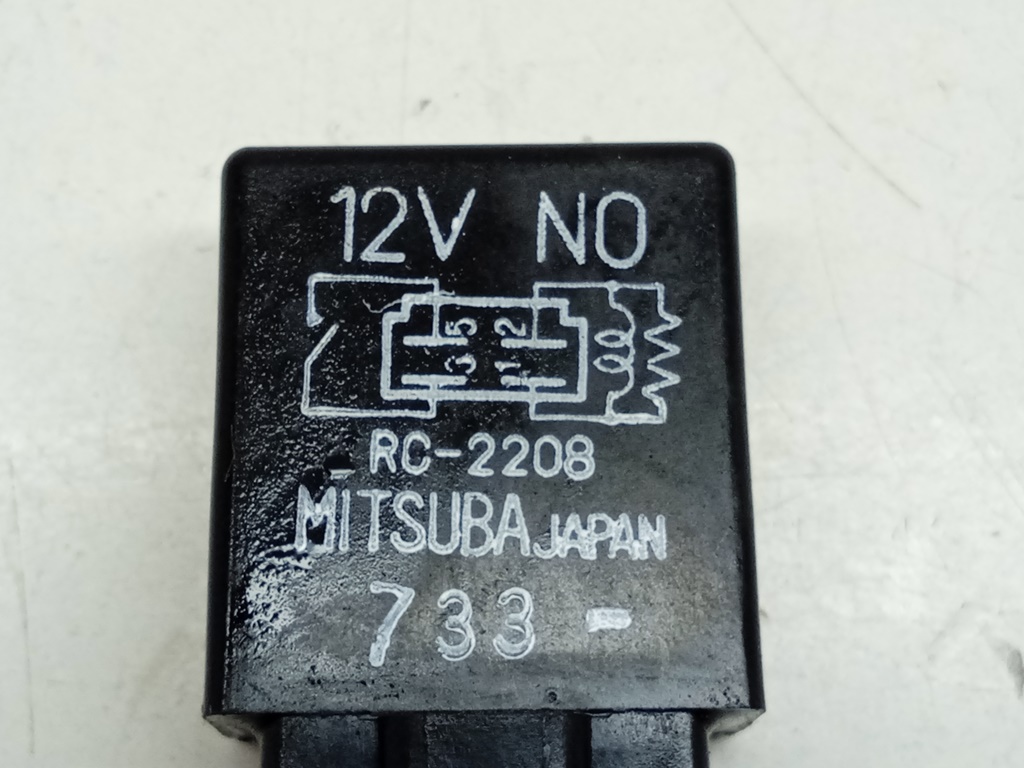 12V NO
5 2
3 1
RC-2208
MITSUBA JAPAN
733 -